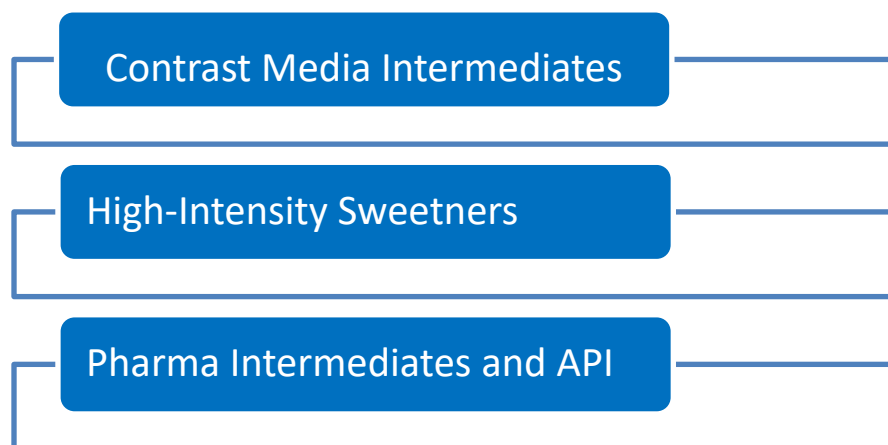 Contrast Media Intermediates
High-Intensity Sweetners
Pharma Intermediates and API